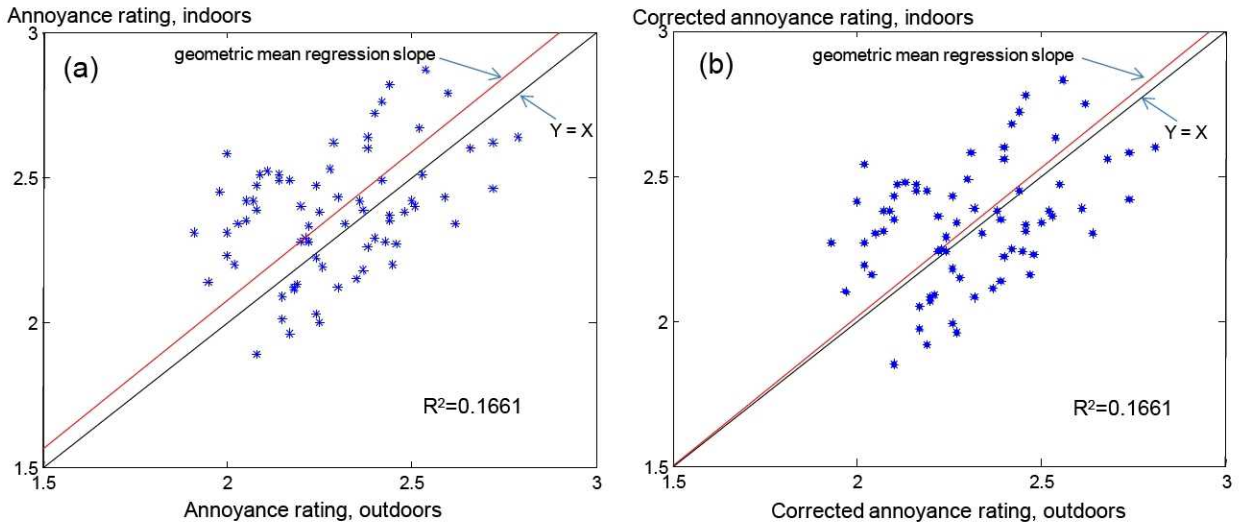 Annoyance rating, indoors
3
(a)
geometric mean regression slope
Y = X
2.5
2
R²=0.1661
1.5
1.5
2
2.5
3
Annoyance rating, outdoors
Corrected annoyance rating, indoors
3
(b)
geometric mean regression slope
Y = X
2.5
2
R²=0.1661
1.5
1.5
2
2.5
3
Corrected annoyance rating, outdoors